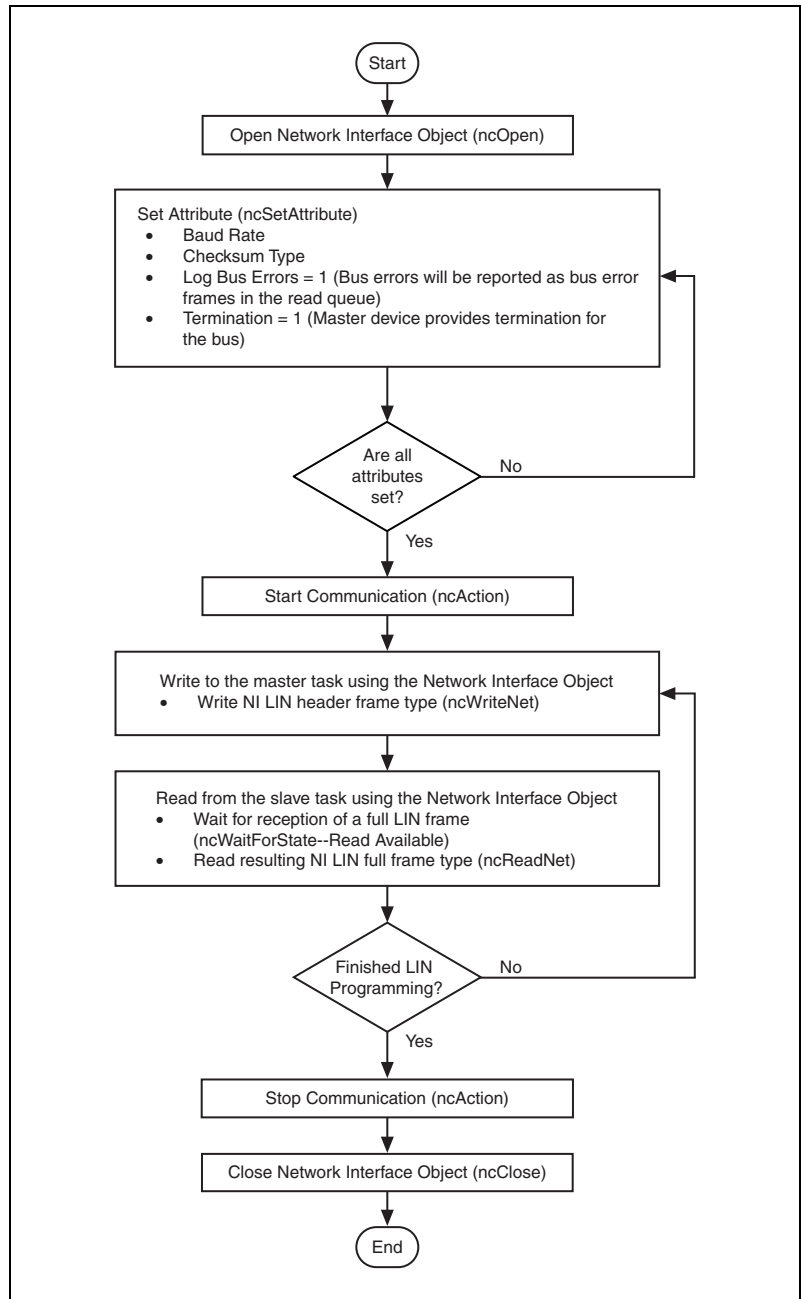 Start
Open Network Interface Object (ncOpen)
Set Attribute (ncSetAttribute)
• Baud Rate
• Checksum Type
• Log Bus Errors = 1 (Bus errors will be reported as bus error
frames in the read queue)
• Termination = 1 (Master device provides termination for
the bus)
Are all
attributes
set?
No
Yes
Start Communication (ncAction)
Write to the master task using the Network Interface Object
• Write NI LIN header frame type (ncWriteNet)
Read from the slave task using the Network Interface Object
• Wait for reception of a full LIN frame
(ncWaitForState--Read Available)
• Read resulting NI LIN full frame type (ncReadNet)
Finished LIN
Programming?
No
Yes
Stop Communication (ncAction)
Close Network Interface Object (ncClose)
End